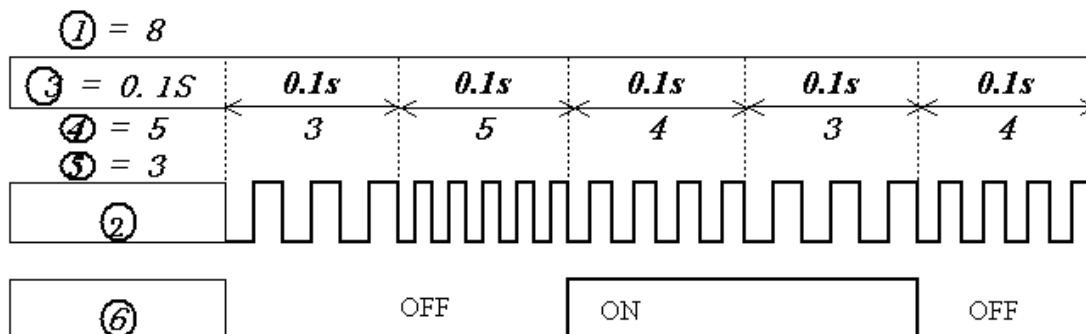 ① = 8
③ = 0.1S 0.1s 0.1s 0.1s 0.1s 0.1s
④ = 5 3 5 4 3 4
⑤ = 3
②
⑥ OFF ON OFF